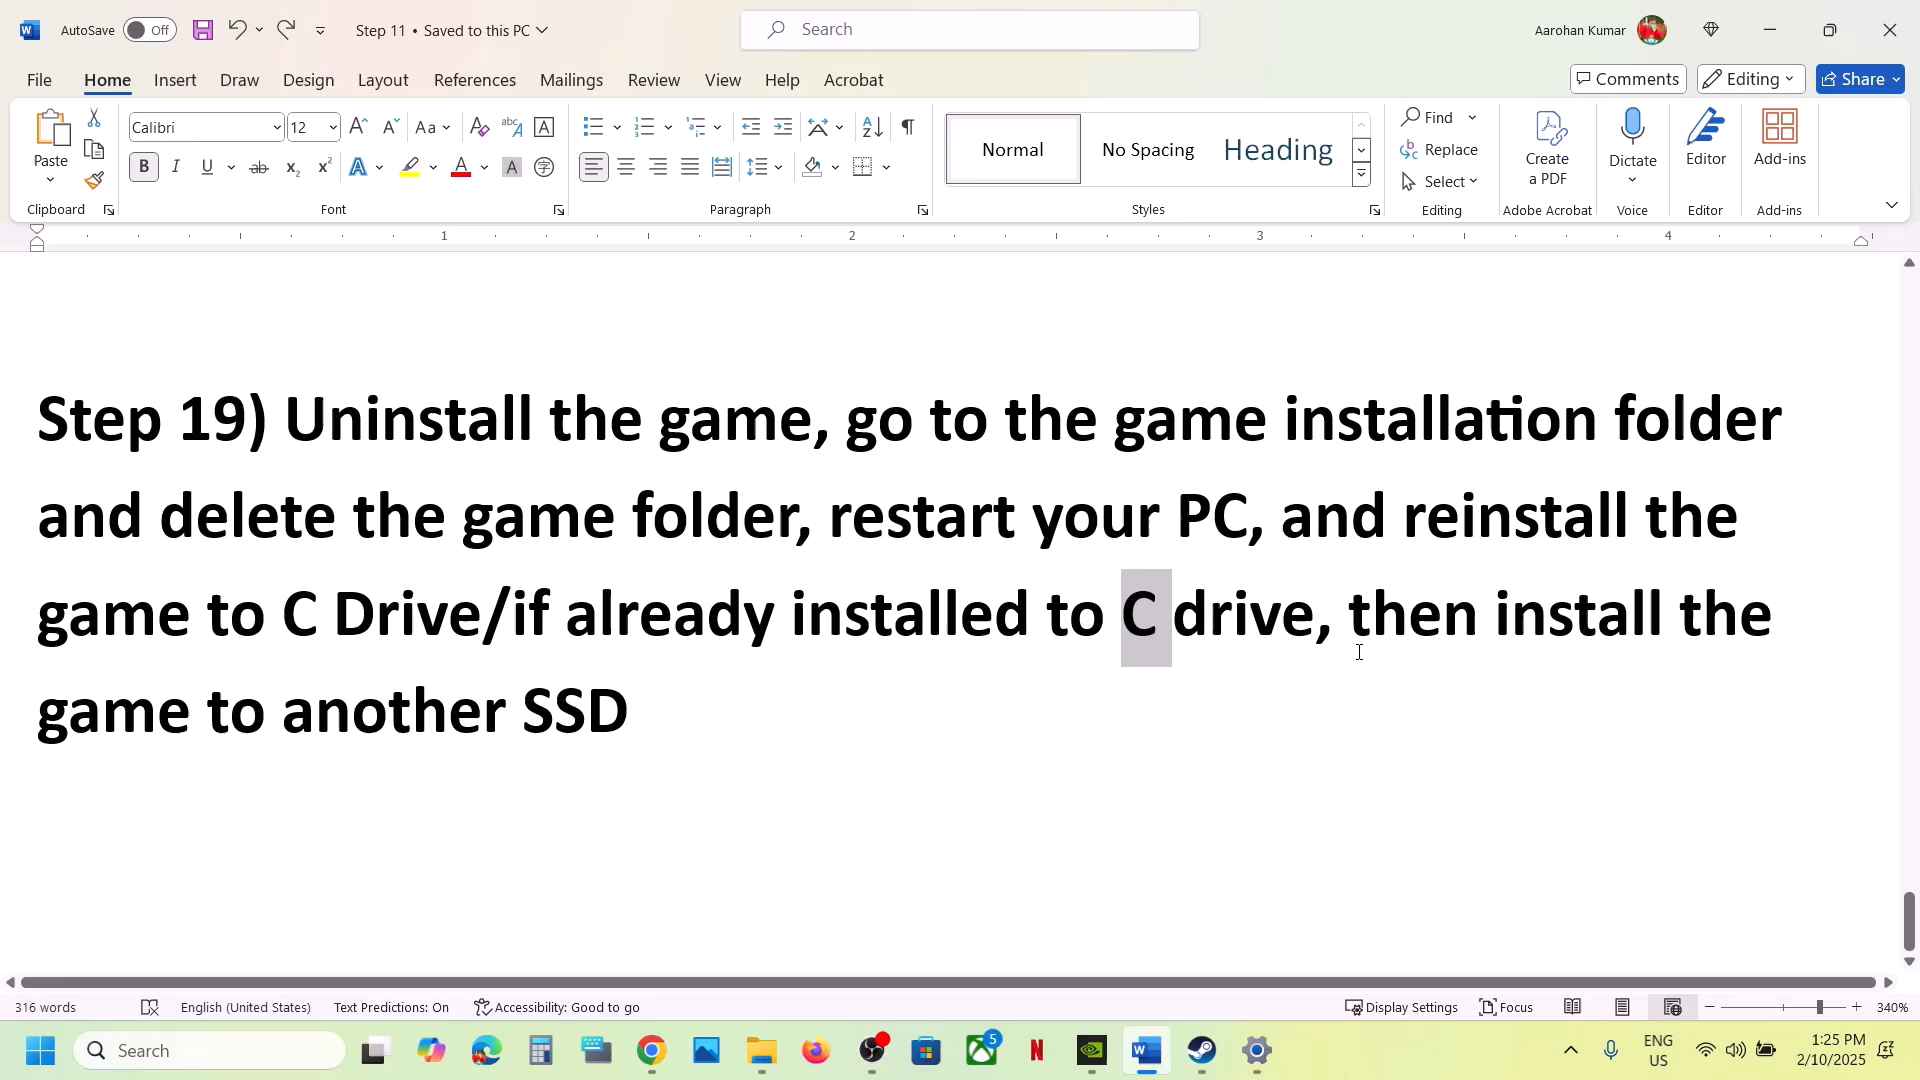 AutoSave Off Step 11 • Saved to this PC Search Aarohan Kumar
File Home Insert Draw Design Layout References Mailings Review View Help Acrobat Comments Editing Share
Paste Calibri 12 Aa Normal No Spacing Heading Find Replace Select Create a PDF Dictate Editor Add-ins
Clipboard Font Paragraph Styles Editing Adobe Acrobat Voice Editor Add-ins
1 2 3 4
Step 19) Uninstall the game, go to the game installation folder
and delete the game folder, restart your PC, and reinstall the
game to C Drive/if already installed to C drive, then install the
game to another SSD
316 words English (United States) Text Predictions: On Accessibility: Good to go Display Settings Focus 340%
Search 5 ENG US 1:25 PM 2/10/2025